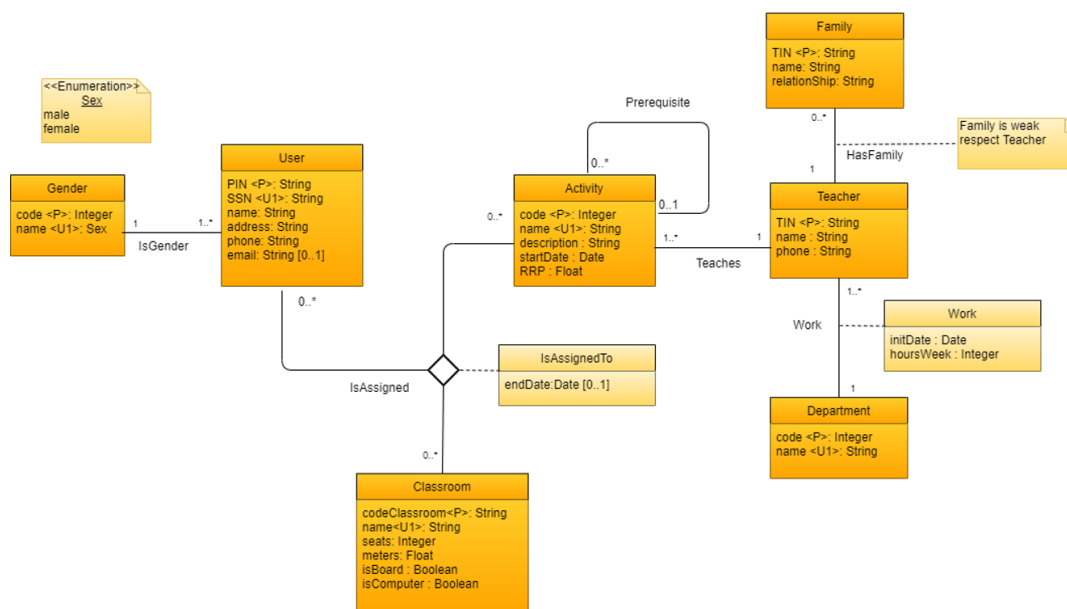 <<Enumeration>>
Sex
male
female
Gender
code <P>: Integer
name <U1>: Sex
1
1..*
IsGender
User
PIN <P>: String
SSN <U1>: String
name: String
address: String
phone: String
email: String [0..1]
0..*
IsAssigned
IsAssignedTo
endDate:Date [0..1]
0..*
Classroom
codeClassroom<P>: String
name<U1>: String
seats: Integer
meters: Float
isBoard : Boolean
isComputer : Boolean
Prerequisite
0..*
0..1
0..*
Activity
code <P>: Integer
name <U1>: String
description : String
startDate : Date
RRP : Float
1..*
1
Teaches
Family
TIN <P>: String
name: String
relationShip: String
0..*
HasFamily
1
Family is weak
respect Teacher
Teacher
TIN <P>: String
name : String
phone : String
1..*
Work
1
Work
initDate : Date
hoursWeek : Integer
Department
code <P>: Integer
name <U1>: String